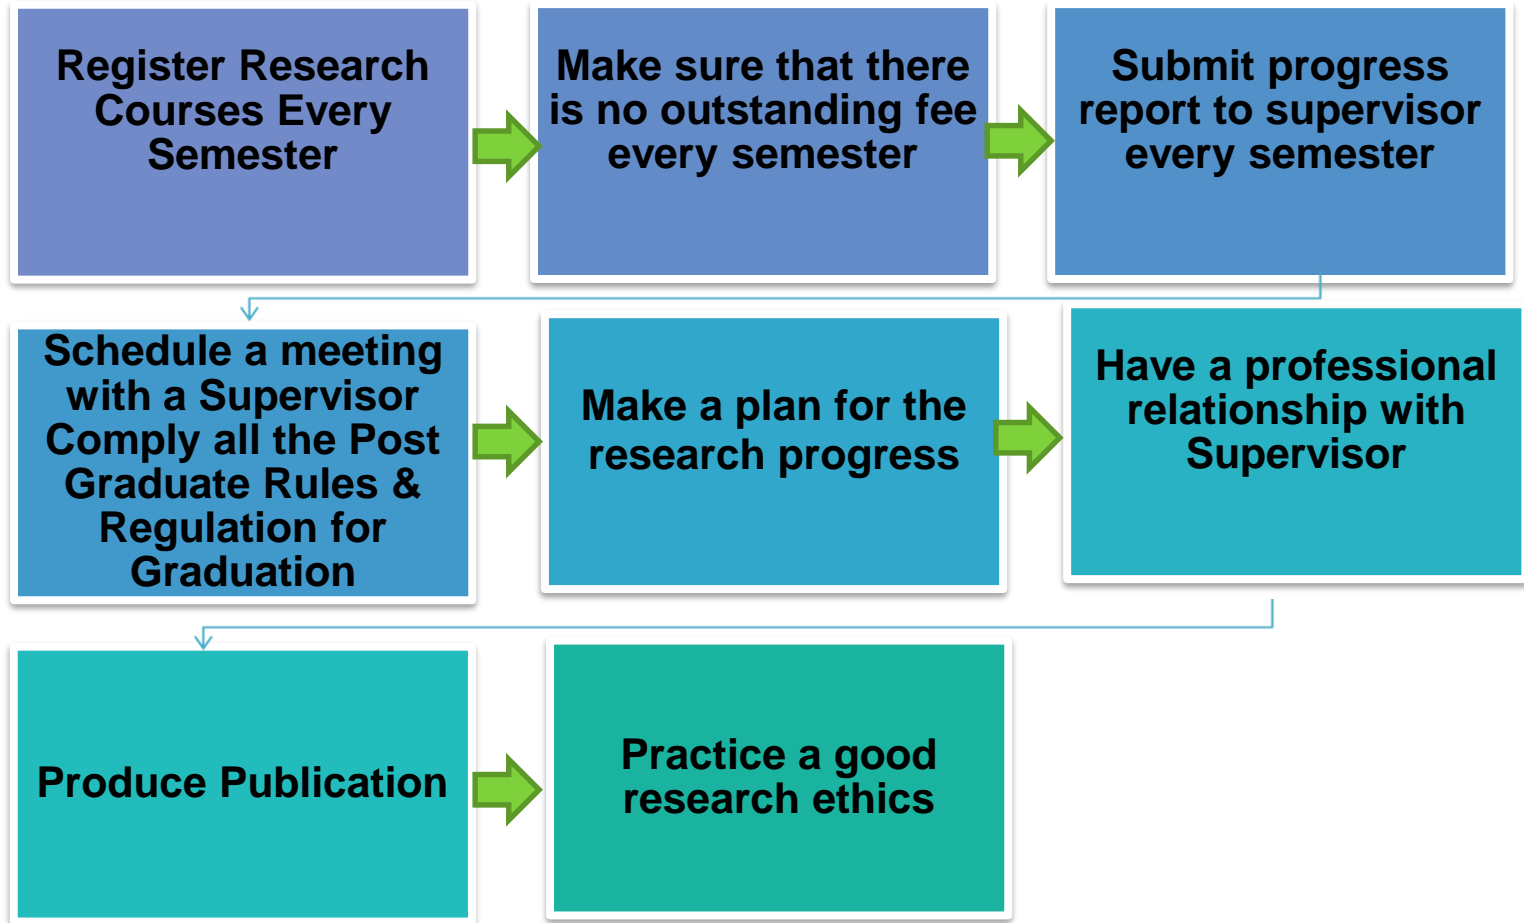 Register Research
Courses Every
Semester
Make sure that there
is no outstanding fee
every semester
Submit progress
report to supervisor
every semester
Schedule a meeting
with a Supervisor
Comply all the Post
Graduate Rules &
Regulation for
Graduation
Make a plan for the
research progress
Have a professional
relationship with
Supervisor
Produce Publication
Practice a good
research ethics